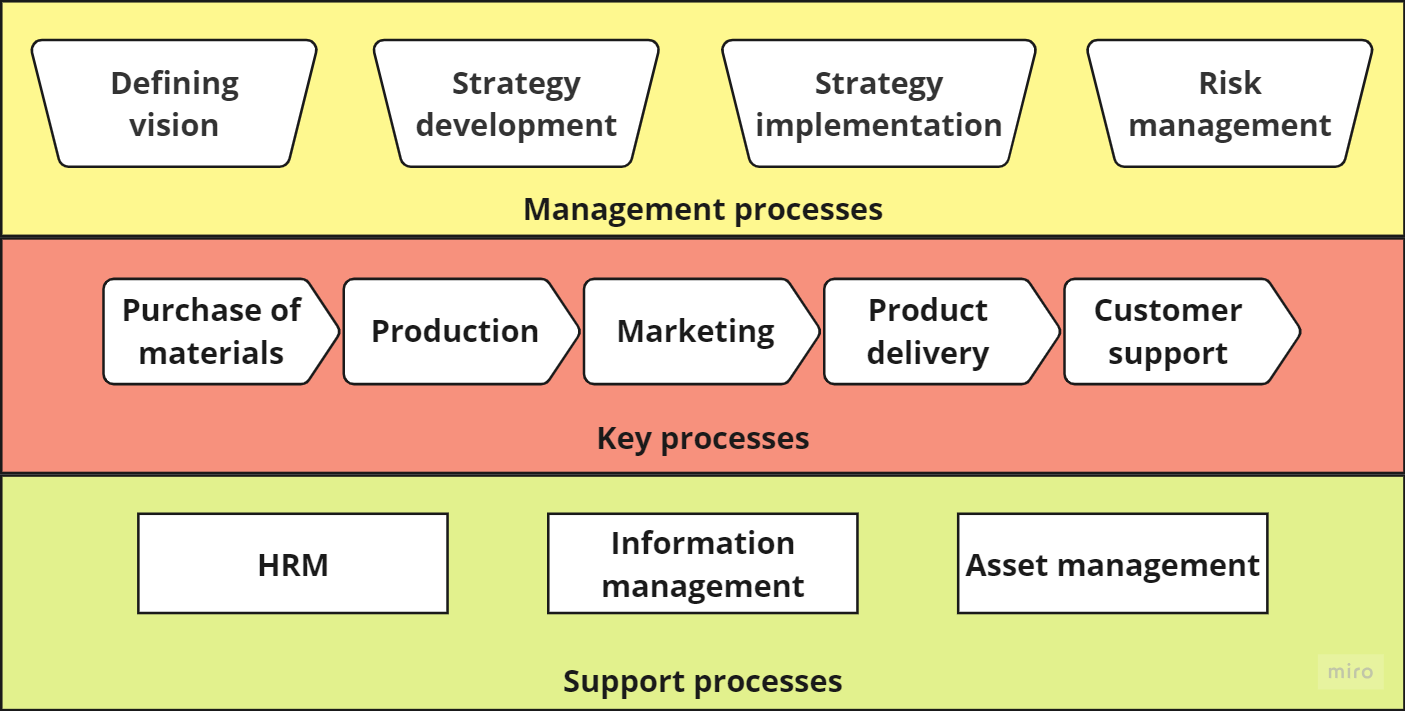 Defining
vision
Strategy
development
Strategy
implementation
Risk
management
Management processes
Purchase of
materials
Production
Marketing
Product
delivery
Customer
support
Key processes
HRM
Information
management
Asset management
Support processes
miro